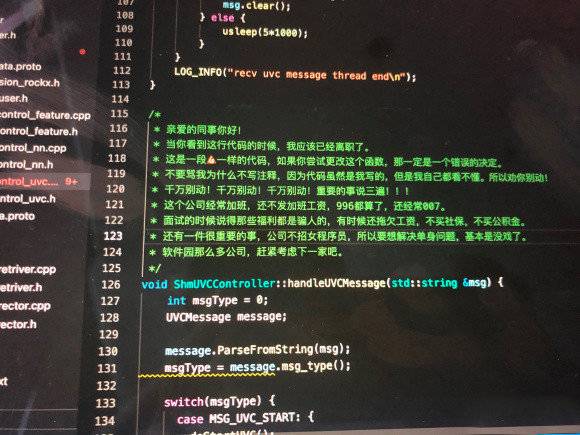 er.h
ata.proto
sion_rockx.h
user.h
control_feature.cpp
ontrol_feature.h
ontrol_nn.cpp
ontrol_nn.h
ntrol_uvc.... 9+
ntrol_uvc.h
a.proto
retriver.cpp
etriver.h
rector.cpp
ector.h
xt
107 msg.clear();
108 } else {
109 usleep(5*1000);
110 }
111 }
112 LOG_INFO("recv uvc message thread end\n");
113 }
114
115 /*
116 * 亲爱的同事你好!
117 * 当你看到这行代码的时候，我应该已经离职了。
118 * 这是一段💩一样的代码，如果你尝试更改这个函数，那一定是一个错误的决定。
119 * 不要骂我为什么不写注释，因为代码虽然是我写的，但是我自己都看不懂。所以劝你别动!
120 * 千万别动! 千万别动! 千万别动! 重要的事说三遍! ! !
121 * 这个公司经常加班，还不发加班工资，996都算了，还经常007。
122 * 面试的时候说得那些福利都是骗人的，有时候还拖欠工资，不买社保，不买公积金。
123 * 还有一件很重要的事，公司不招女程序员，所以要想解决单身问题，基本是没戏了。
124 * 软件园那么多公司，赶紧考虑下一家吧。
125 */
126 void ShmUVCController::handleUVCMessage(std::string &msg) {
127 int msgType = 0;
128 UVCMessage message;
129
130 message.ParseFromString(msg);
131 msgType = message.msg_type();
132
133 switch(msgType) {
134 case MSG_UVC_START: {